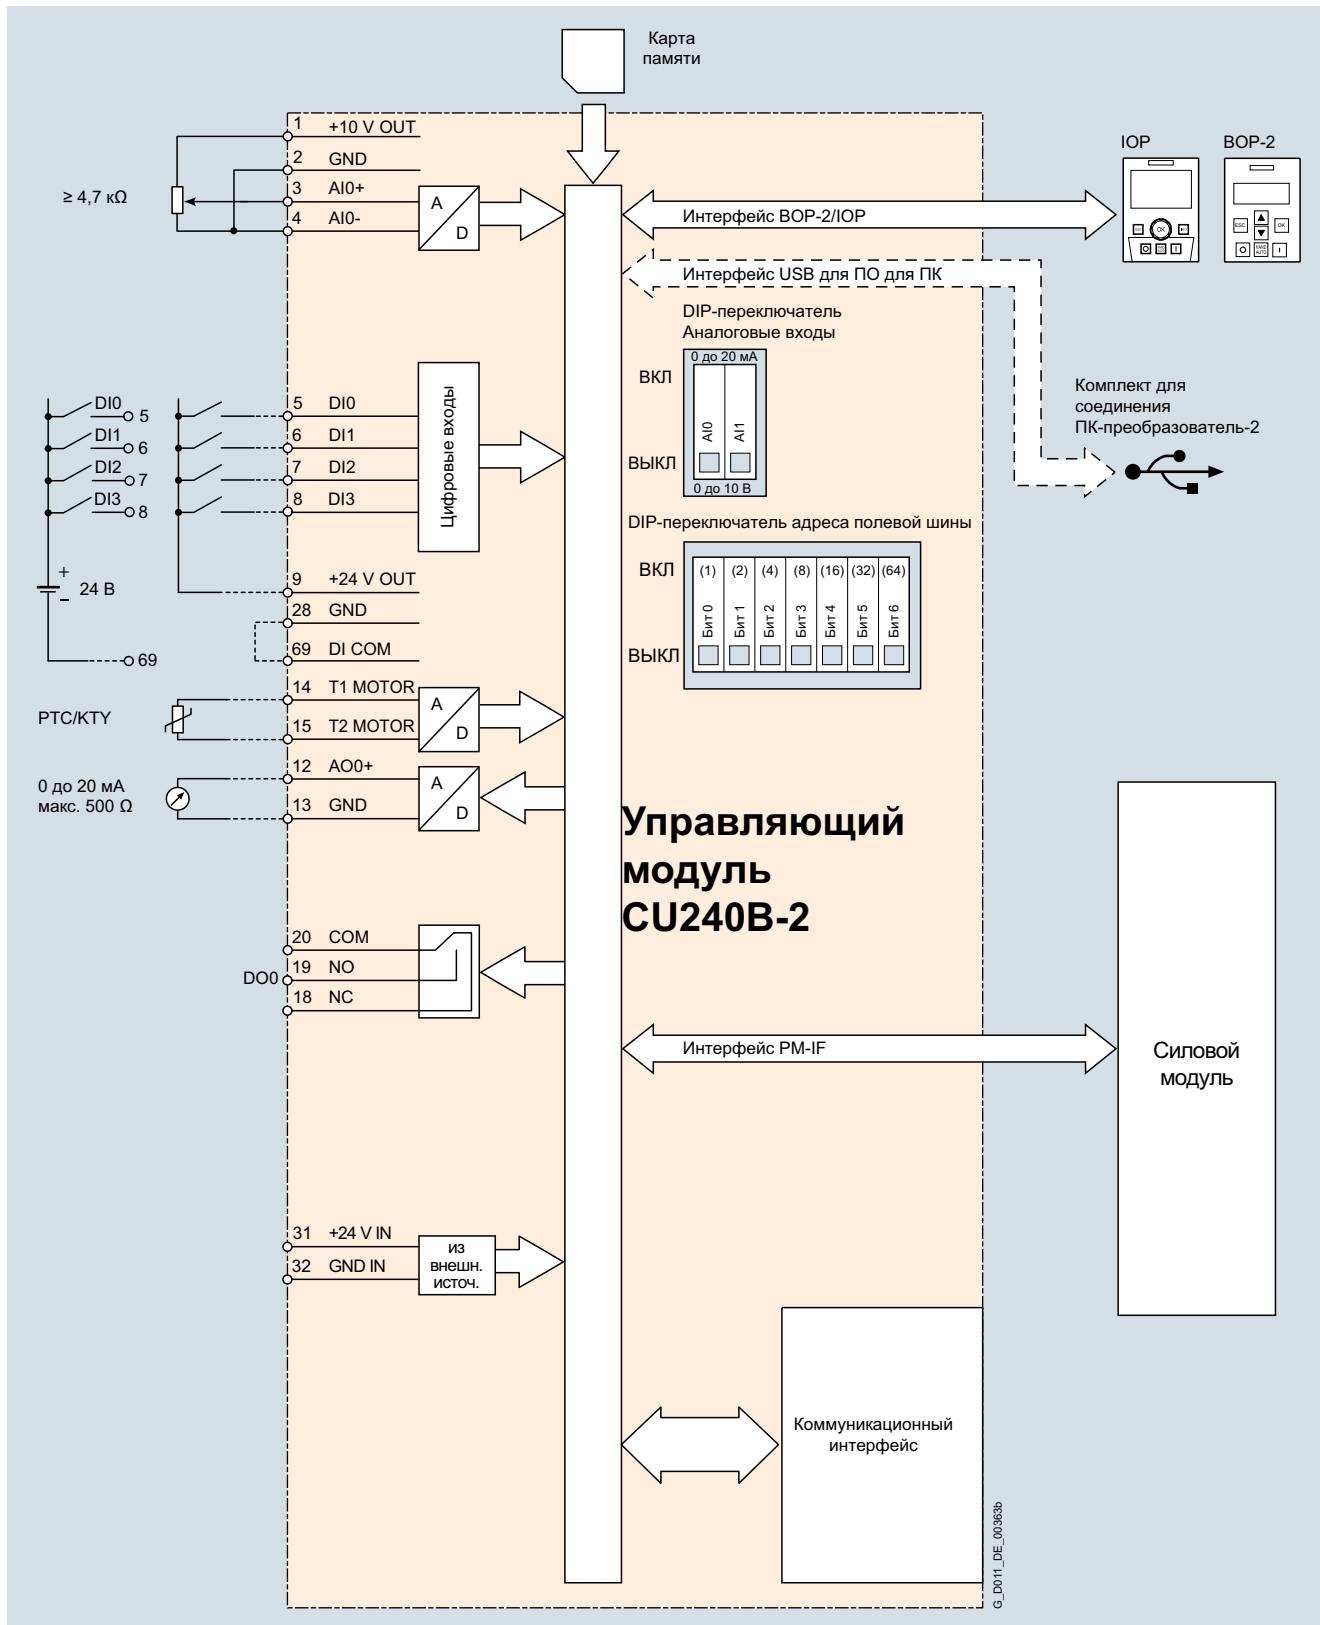 Карта
памяти
1 +10 V OUT
2 GND
3 AI0+
4 AI0-
≥ 4,7 кΩ
A
D
Интерфейс BOP-2/IOP
IOP
BOP-2
OK
ESC
OK
HAND
AUTO
I
I
Интерфейс USB для ПО для ПК
DIP-переключатель
Аналоговые входы
0 до 20 мА
ВКЛ
AI0
AI1
ВЫКЛ
0 до 10 В
Комплект для
соединения
ПК-преобразователь-2
DI0
5
DI1
6
DI2
7
DI3
8
5 DI0
6 DI1
7 DI2
8 DI3
Цифровые входы
+
24 В
–
69
9 +24 V OUT
28 GND
69 DI COM
DIP-переключатель адреса полевой шины
ВКЛ
(1) (2) (4) (8) (16) (32) (64)
Бит 0
Бит 1
Бит 2
Бит 3
Бит 4
Бит 5
Бит 6
ВЫКЛ
14 T1 MOTOR
15 T2 MOTOR
PTC/KTY
A
D
12 AO0+
13 GND
0 до 20 мА
макс. 500 Ω
A
D
Управляющий
модуль
CU240B-2
20 COM
19 NO
18 NC
DO0
Интерфейс PM-IF
Силовой
модуль
31 +24 V IN
32 GND IN
из
внешн.
источ.
Коммуникационный
интерфейс
G_D011_DE_00363b